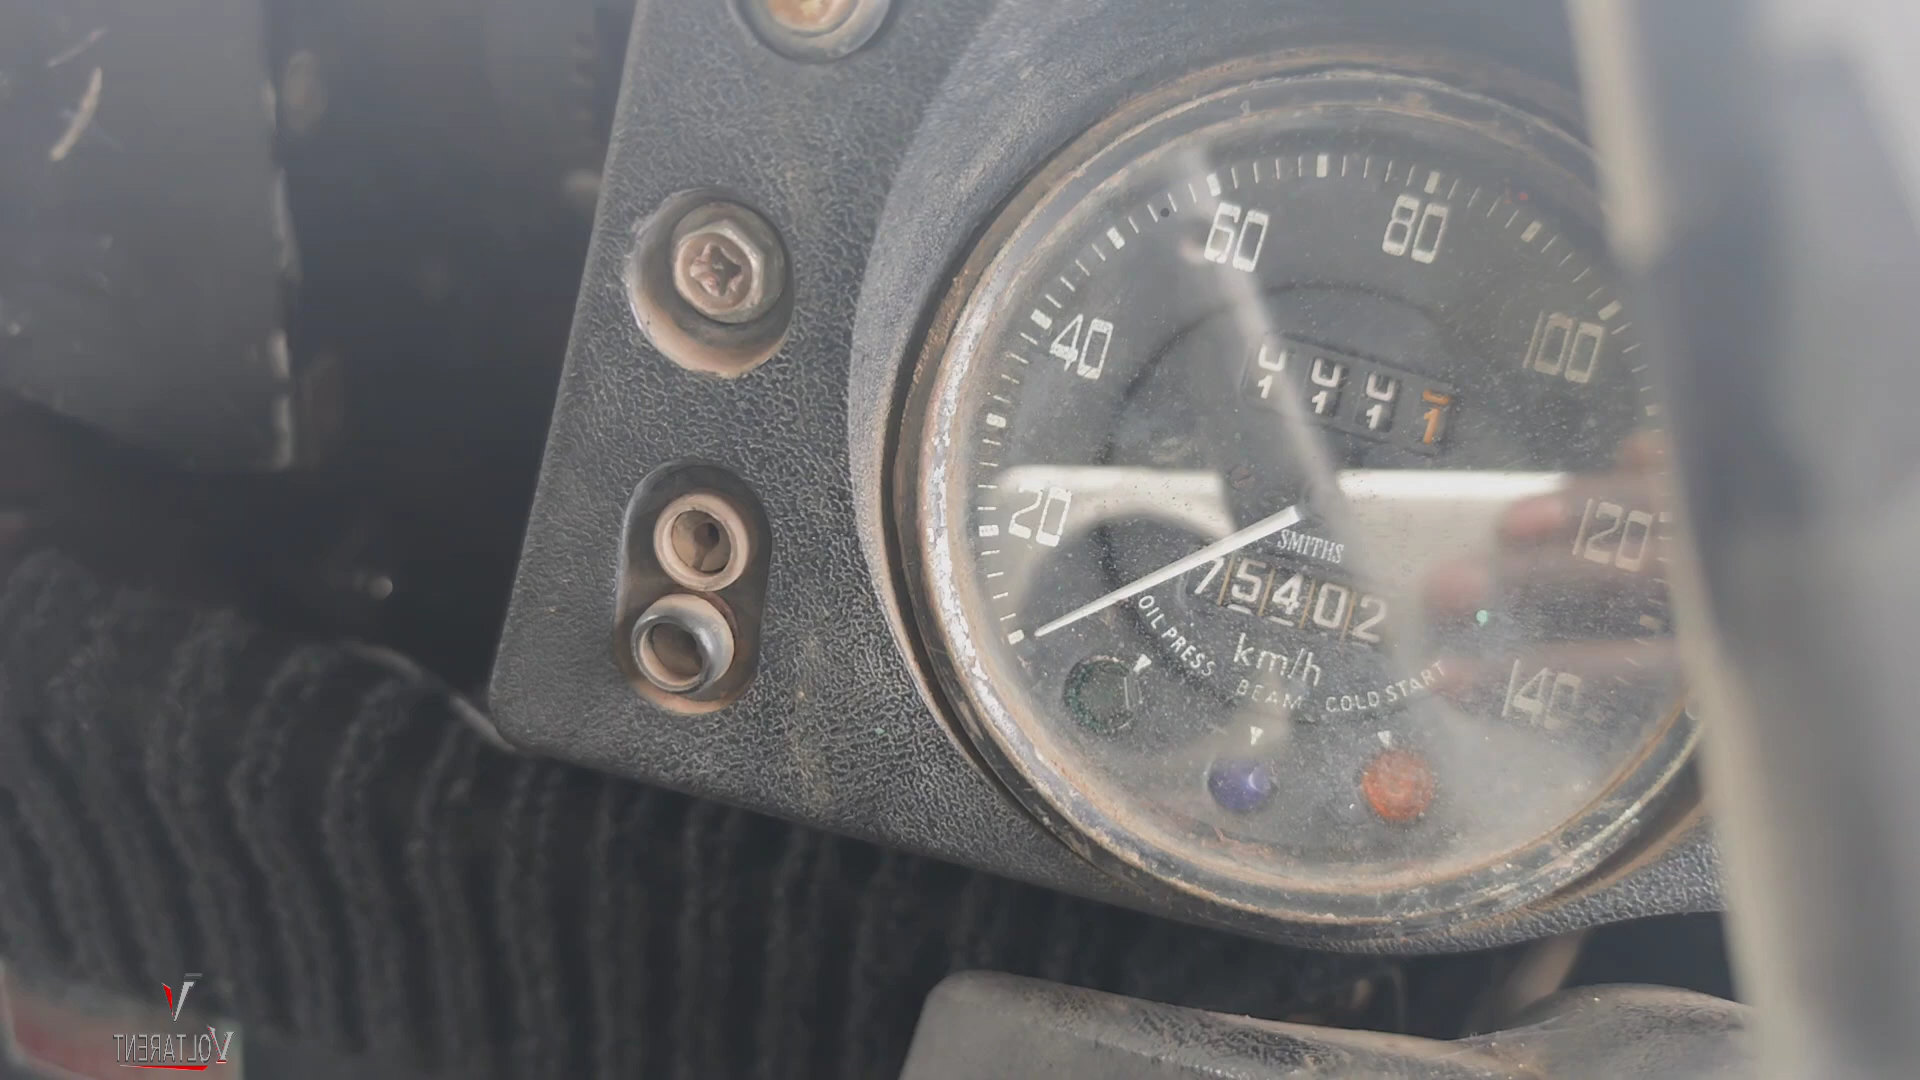 20
40
60
80
100
120
140
SMITHS
75402
km/h
OIL PRESS
BEAM
COLD START
VOLTARENT